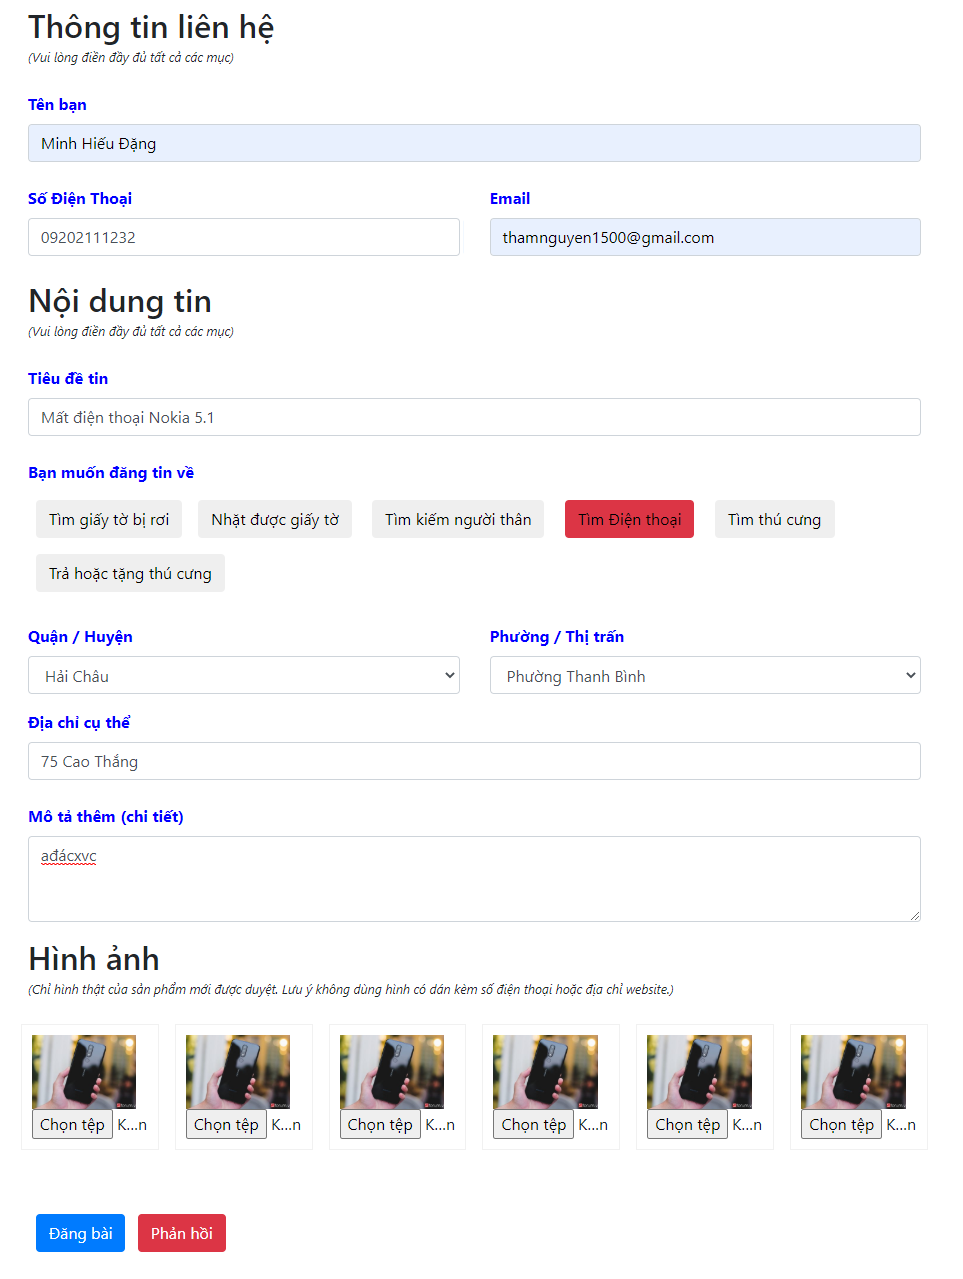 Thông tin liên hệ
(Vui lòng điền đầy đủ tất cả các mục)
Tên bạn
Minh Hiếu Đặng
Số Điện Thoại Email
09202111232 thamnguyen1500@gmail.com
Nội dung tin
(Vui lòng điền đầy đủ tất cả các mục)
Tiêu đề tin
Mất điện thoại Nokia 5.1
Bạn muốn đăng tin về
Tìm giấy tờ bị rơi Nhặt được giấy tờ Tìm kiếm người thân Tìm Điện thoại Tìm thú cưng
Trả hoặc tặng thú cưng
Quận / Huyện Phường / Thị trấn
Hải Châu Phường Thanh Bình
Địa chỉ cụ thể
75 Cao Thắng
Mô tả thêm (chi tiết)
ađácxvc
Hình ảnh
(Chỉ hình thật của sản phẩm mới được duyệt. Lưu ý không dùng hình có dán kèm số điện thoại hoặc địa chỉ website.)
Chọn tệp K...n Chọn tệp K...n Chọn tệp K...n Chọn tệp K...n Chọn tệp K...n Chọn tệp K...n
Đăng bài Phản hồi